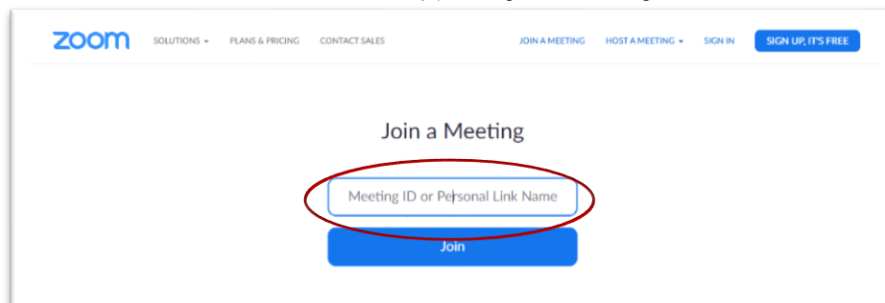 zoom SOLUTIONS PLANS & PRICING CONTACT SALES JOIN A MEETING HOST A MEETING SIGN IN SIGN UP, IT'S FREE
Join a Meeting
Meeting ID or Personal Link Name
Join